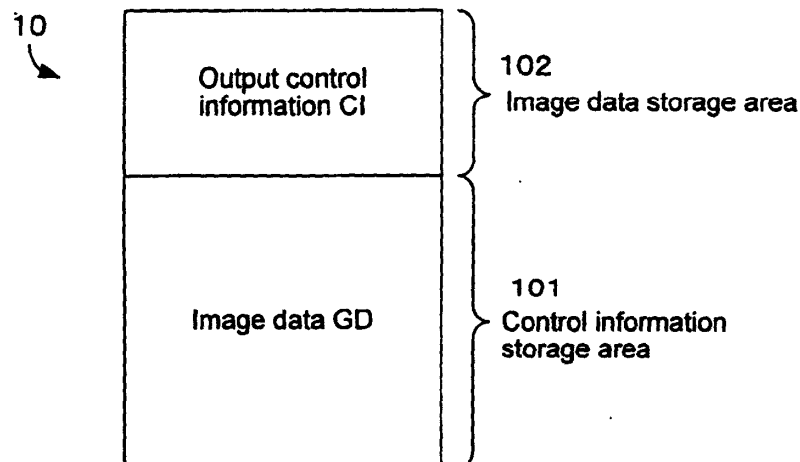 10
Output control
information CI
102
Image data storage area
Image data GD
101
Control information
storage area